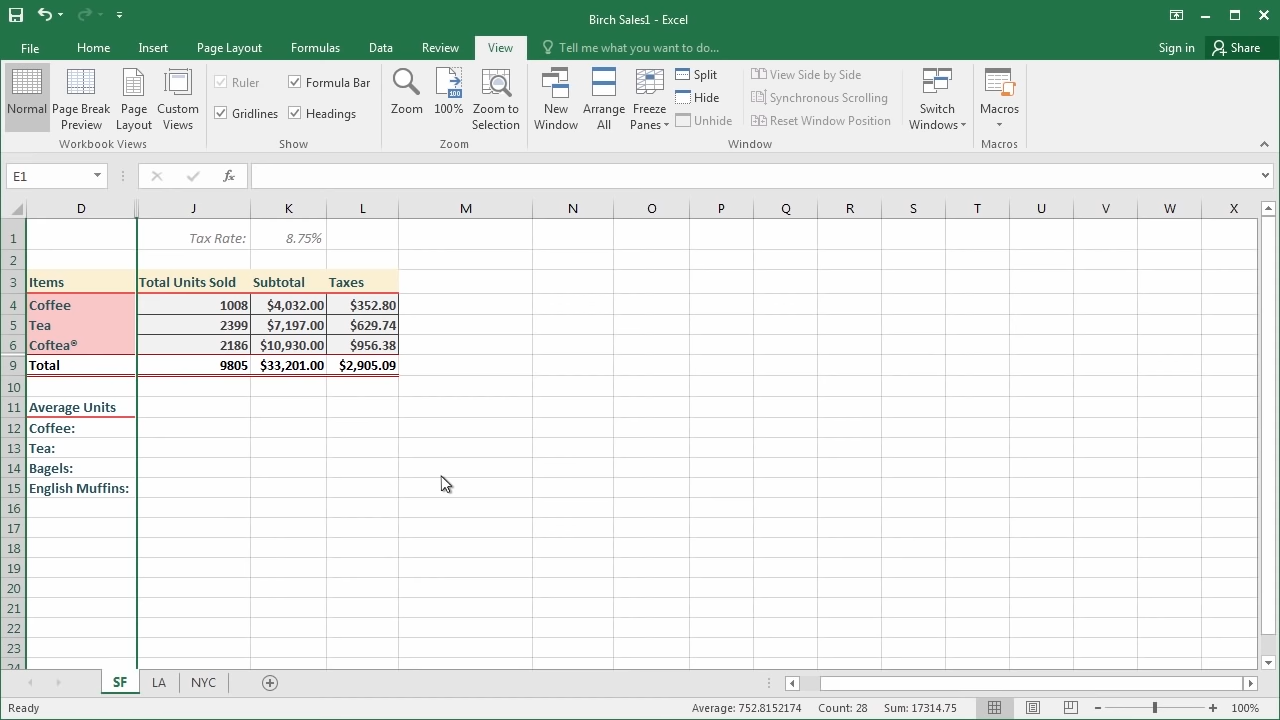 Birch Sales1 - Excel
File Home Insert Page Layout Formulas Data Review View Tell me what you want to do... Sign in Share
Normal Page Break Preview Page Layout Custom Views
Workbook Views
Ruler Formula Bar
Gridlines Headings
Show
Zoom 100% Zoom to Selection
100
Zoom
New Window Arrange All Freeze Panes
Split
Hide
Unhide
View Side by Side
Synchronous Scrolling
Reset Window Position
Switch Windows
Window
Macros
Macros
E1 fx
D J K L M N O P Q R S T U V W X
1 Tax Rate: 8.75%
2
3 Items Total Units Sold Subtotal Taxes
4 Coffee 1008 $4,032.00 $352.80
5 Tea 2399 $7,197.00 $629.74
6 Coftea® 2186 $10,930.00 $956.38
9 Total 9805 $33,201.00 $2,905.09
10
11 Average Units
12 Coffee:
13 Tea:
14 Bagels:
15 English Muffins:
16
17
18
19
20
21
22
23
24
SF LA NYC
Ready Average: 752.8152174 Count: 28 Sum: 17314.75 100%